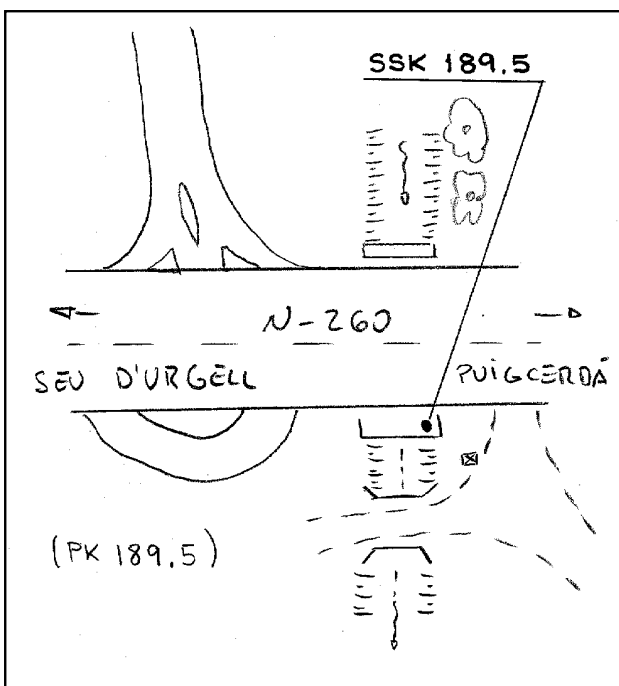 SSK 189.5
N-260
SEU D'URGELL
PUIGCERDÁ
(PK 189.5)